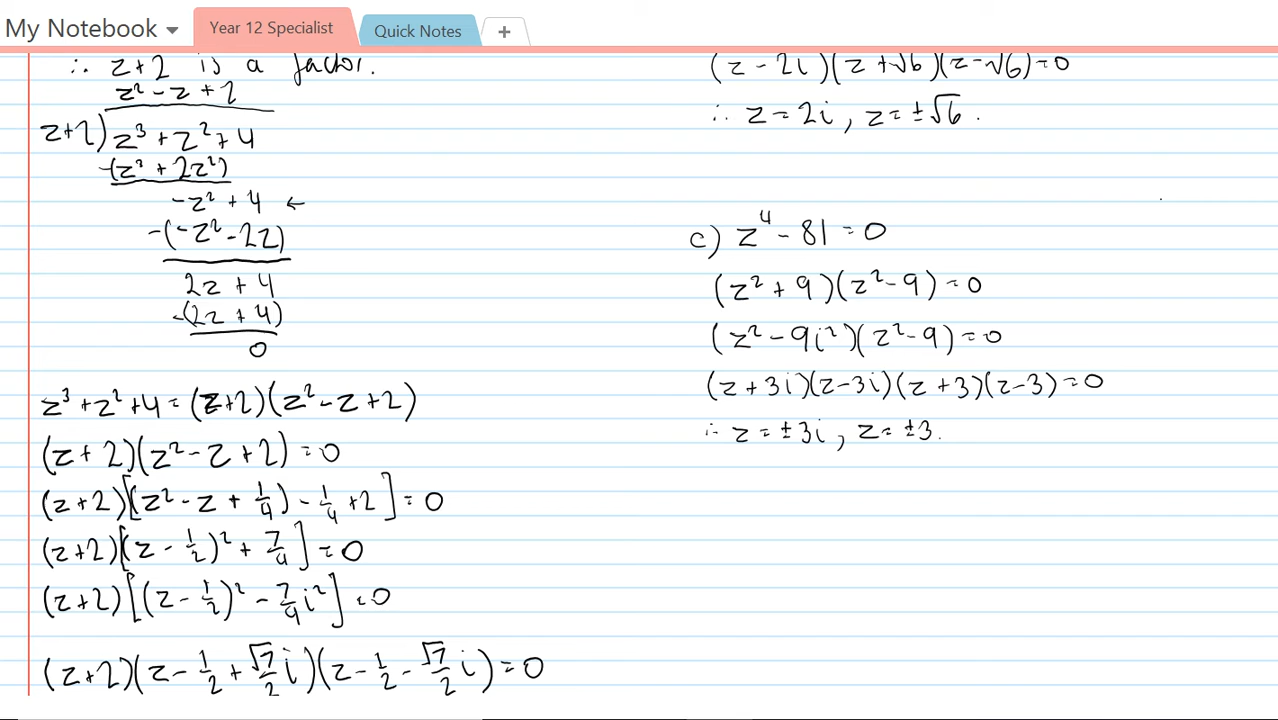 My Notebook
Year 12 Specialist
Quick Notes
+
∴ z+2 is a factor.
z² - z + 2
z+2)z³ + z² + 4
-(z³ + 2z²)
-z² + 4 ←
-(-z² - 2z)
2z + 4
-(2z + 4)
0
z³ + z² + 4 = (z+2)(z² - z + 2)
(z+2)(z² - z + 2) = 0
(z+2)[(z² - z + 1/4) - 1/4 + 2] = 0
(z+2)[(z - 1/2)² + 7/4] = 0
(z+2)[(z - 1/2)² - 7/4 i²] = 0
(z+2)(z - 1/2 + √7/2 i)(z - 1/2 - √7/2 i) = 0
(z - 2i)(z + √6)(z - √6) = 0
∴ z = 2i, z = ±√6.
c) z⁴ - 81 = 0
(z² + 9)(z² - 9) = 0
(z² - 9i²)(z² - 9) = 0
(z + 3i)(z - 3i)(z + 3)(z - 3) = 0
∴ z = ±3i, z = ±3.